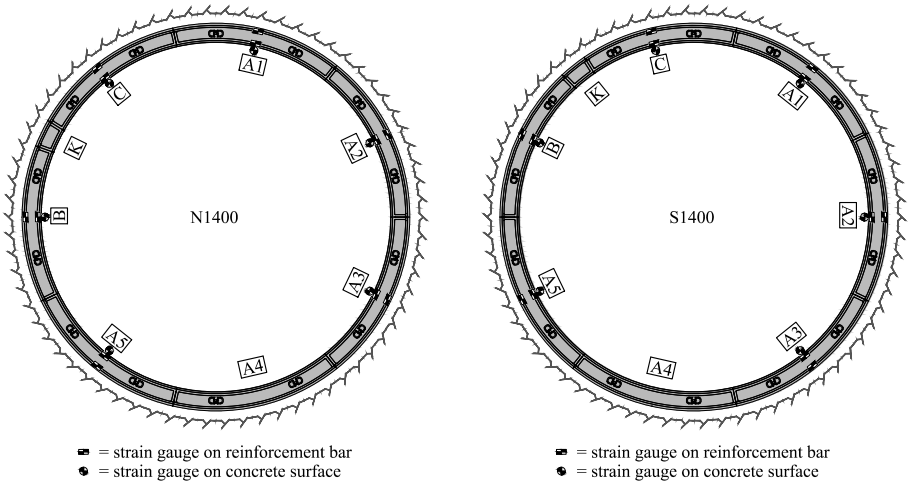 A1
C
A2
K
B
N1400
A3
A5
A4
= strain gauge on reinforcement bar
= strain gauge on concrete surface
C
K
A1
B
A2
S1400
A5
A3
A4
= strain gauge on reinforcement bar
= strain gauge on concrete surface